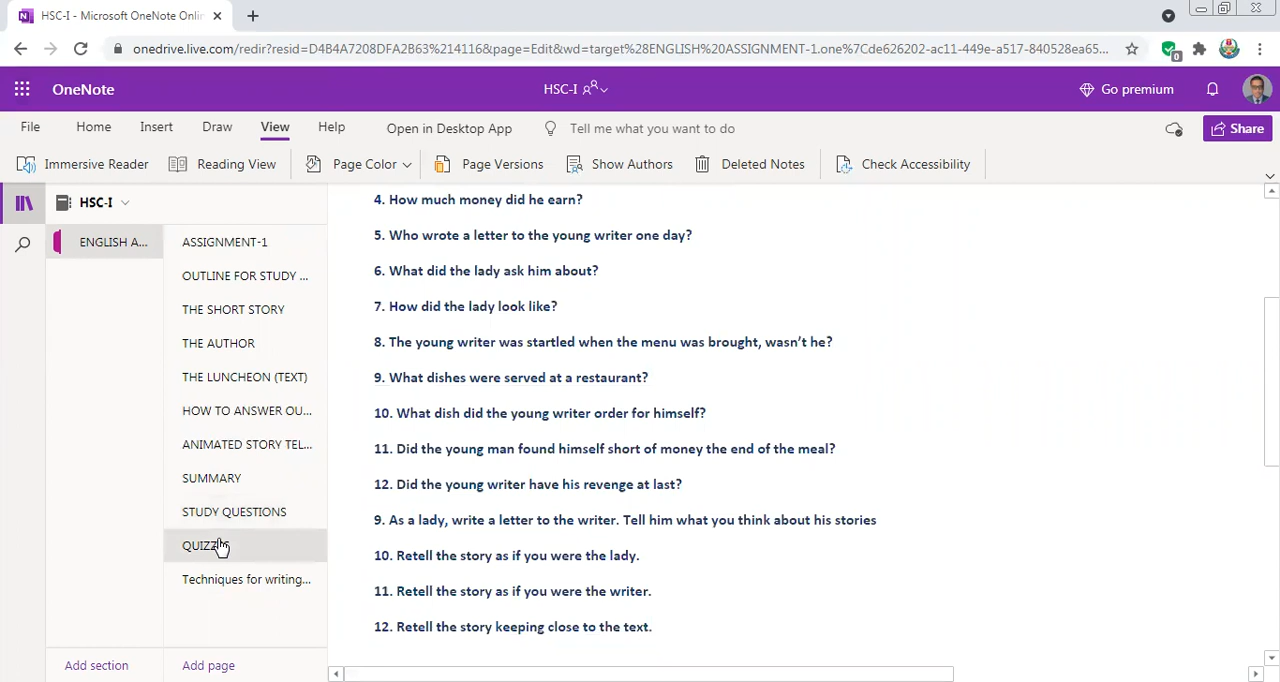 HSC-I - Microsoft OneNote Onlin
onedrive.live.com/redir?resid=D4B4A7208DFA2B63%214116&page=Edit&wd=target%28ENGLISH%20ASSIGNMENT-1.one%7Cde626202-ac11-449e-a517-840528ea65...
0
OneNote
HSC-I
Go premium
File Home Insert Draw View Help Open in Desktop App Tell me what you want to do Share
Immersive Reader Reading View Page Color Page Versions Show Authors Deleted Notes Check Accessibility
HSC-I
ENGLISH A...
ASSIGNMENT-1
OUTLINE FOR STUDY ...
THE SHORT STORY
THE AUTHOR
THE LUNCHEON (TEXT)
HOW TO ANSWER OU...
ANIMATED STORY TEL...
SUMMARY
STUDY QUESTIONS
Techniques for writing...
Add section
Add page
4. How much money did he earn?
5. Who wrote a letter to the young writer one day?
6. What did the lady ask him about?
7. How did the lady look like?
8. The young writer was startled when the menu was brought, wasn’t he?
9. What dishes were served at a restaurant?
10. What dish did the young writer order for himself?
11. Did the young man found himself short of money the end of the meal?
12. Did the young writer have his revenge at last?
9. As a lady, write a letter to the writer. Tell him what you think about his stories
10. Retell the story as if you were the lady.
11. Retell the story as if you were the writer.
12. Retell the story keeping close to the text.